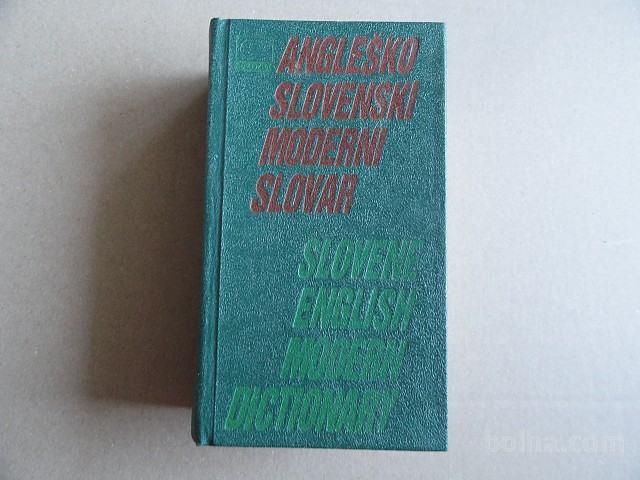 ANGLEŠKO
SLOVENSKI
MODERNI
SLOVAR
SLOVENE
ENGLISH
MODERN
DICTIONARY
bolha.com